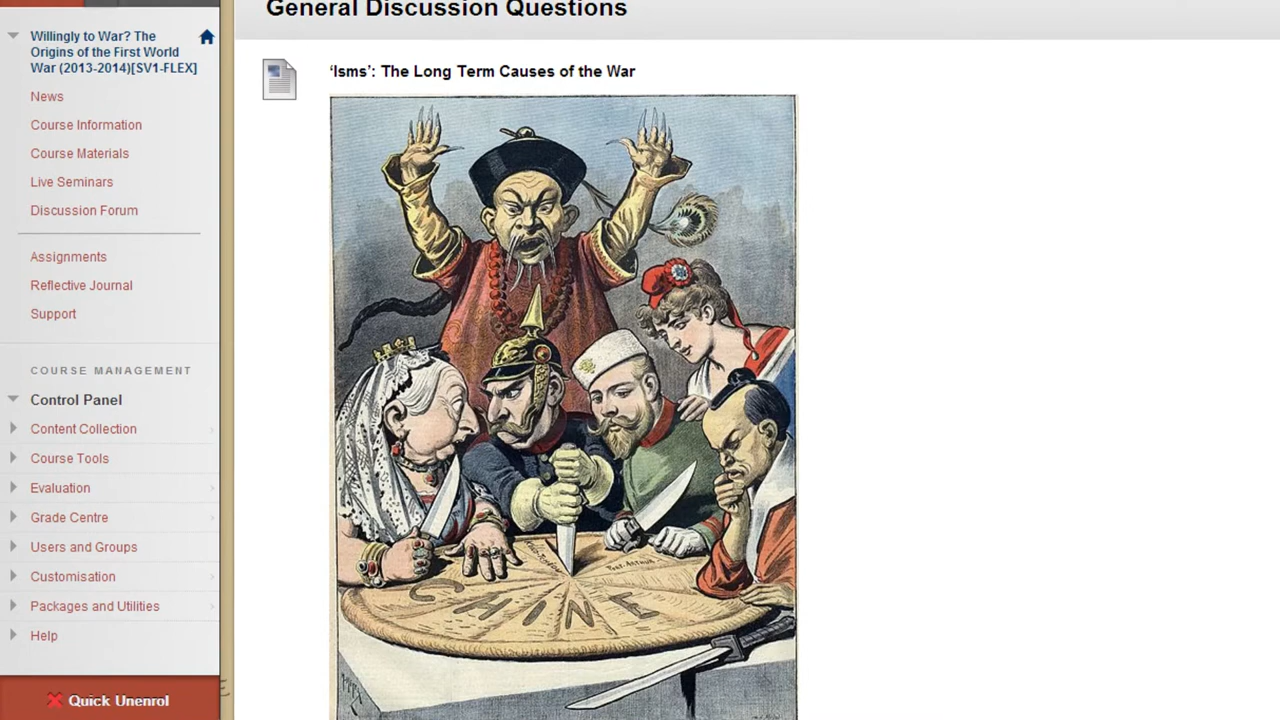 General Discussion Questions
Willingly to War? The
Origins of the First World
War (2013-2014)[SV1-FLEX]
News
Course Information
Course Materials
Live Seminars
Discussion Forum
Assignments
Reflective Journal
Support
COURSE MANAGEMENT
Control Panel
Content Collection
Course Tools
Evaluation
Grade Centre
Users and Groups
Customisation
Packages and Utilities
Help
Quick Unenrol
‘Isms’: The Long Term Causes of the War
PORT-ARTHUR
CHINE